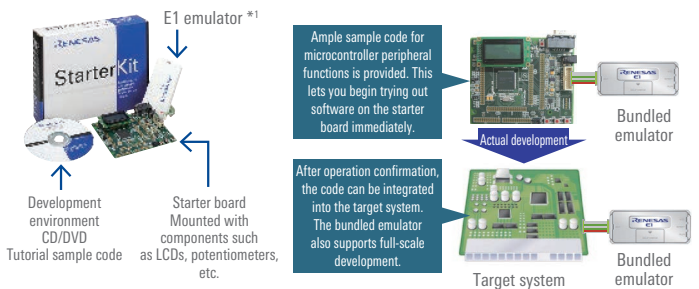 E1 emulator *1
RENESAS
Starter Kit
Development
environment
CD/DVD
Tutorial sample code
Starter board
Mounted with
components such
as LCDs, potentiometers,
etc.
Ample sample code for
microcontroller peripheral
functions is provided. This
lets you begin trying out
software on the starter
board immediately.
RENESAS
E1
Bundled
emulator
Actual development
After operation confirmation,
the code can be integrated
into the target system.
The bundled emulator
also supports full-scale
development.
RENESAS
E1
Bundled
emulator
Target system